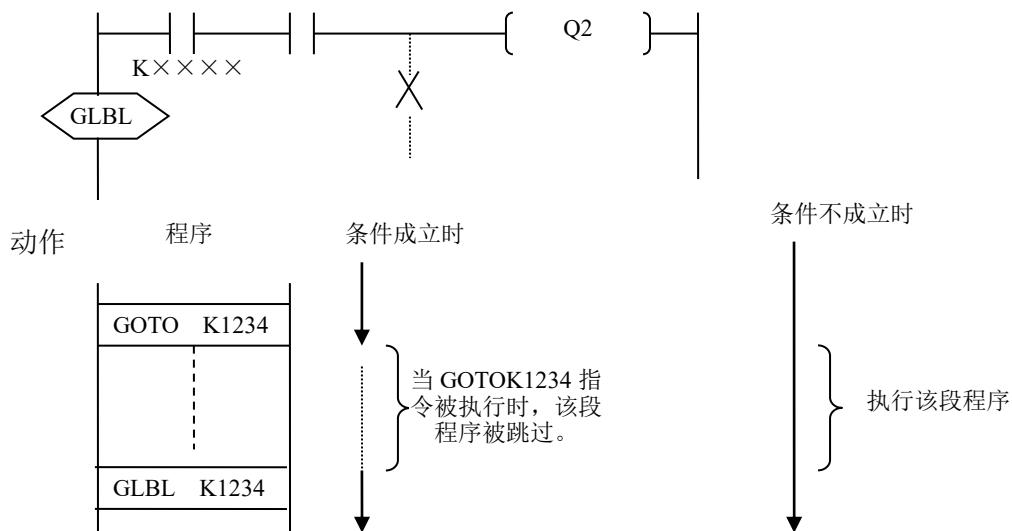 Q2
K××××
GLBL
动作
程序
条件成立时
条件不成立时
GOTO K1234
当 GOTOK1234 指
令被执行时，该段
程序被跳过。
执行该段程序
GLBL K1234